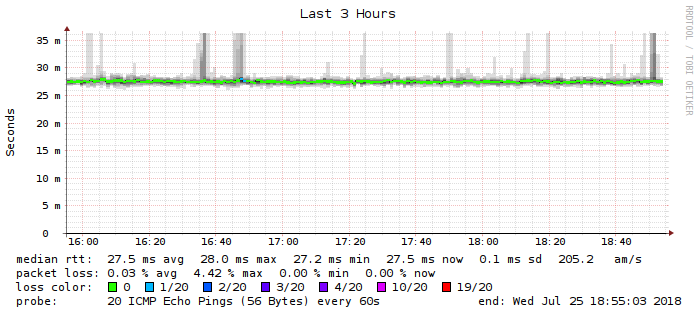 Last 3 Hours
RRDTOOL / TOBI OETIKER
Seconds
35 m
30 m
25 m
20 m
15 m
10 m
5 m
0
16:00 16:20 16:40 17:00 17:20 17:40 18:00 18:20 18:40
median rtt: 27.5 ms avg 28.0 ms max 27.2 ms min 27.5 ms now 0.1 ms sd 205.2 am/s
packet loss: 0.03 % avg 4.42 % max 0.00 % min 0.00 % now
loss color: 0 1/20 2/20 3/20 4/20 10/20 19/20
probe: 20 ICMP Echo Pings (56 Bytes) every 60s end: Wed Jul 25 18:55:03 2018